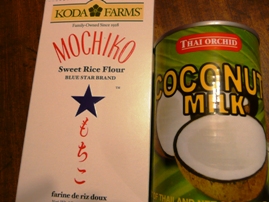 KODA FARMS
Family Owned Since 1928
MOCHIKO
Sweet Rice Flour
BLUE STAR BRAND
TM
もちこ
farine de riz doux
THAI ORCHID
COCONUT
MILK